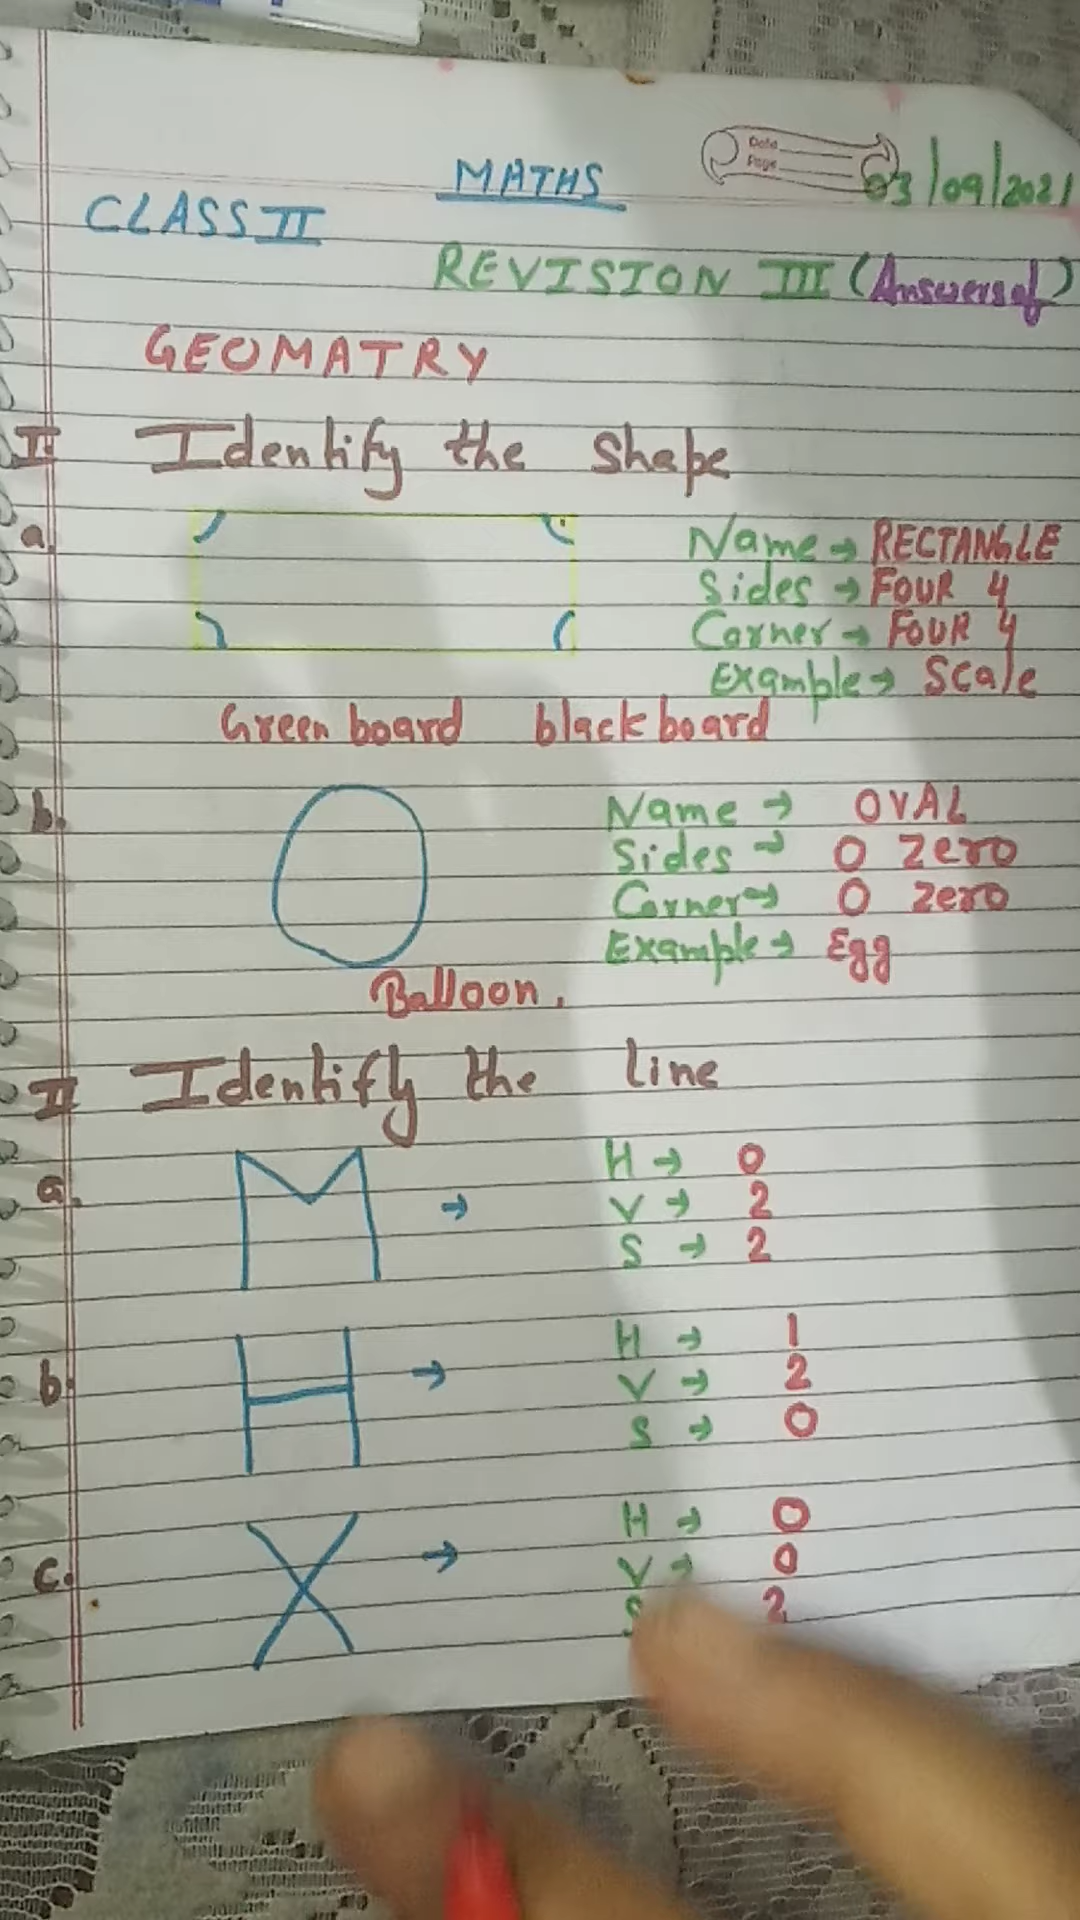 Date
Page
03/09/2021
MATHS
CLASS II
REVISION III (Answers of)
GEOMATRY
I. Identify the shape
a. Name → RECTANGLE
Sides → FOUR 4
Corner → FOUR 4
Example → Scale
Green board black board
b. Name → OVAL
Sides → 0 Zero
Corner → 0 Zero
Example → Egg
Balloon.
II Identifly the line
a. M → H → 0
V → 2
S → 2
b. H → H → 1
V → 2
S → 0
c. X → H → 0
V → 0
S 2